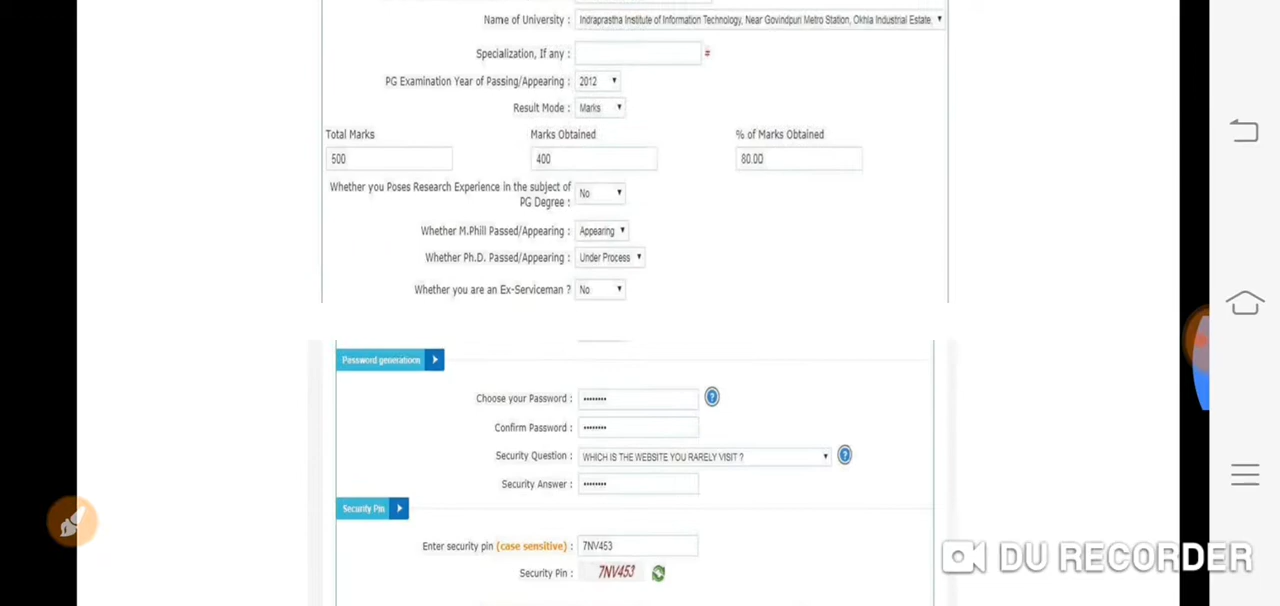 Name of University : Indraprastha Institute of Information Technology, Near Govindpuri Metro Station, Okhla Industrial Estate,
Specialization, If any : #
PG Examination Year of Passing/Appearing : 2012
Result Mode : Marks
Total Marks Marks Obtained % of Marks Obtained
500 400 80.00
Whether you Poses Research Experience in the subject of
PG Degree : No
Whether M.Phill Passed/Appearing : Appearing
Whether Ph.D. Passed/Appearing : Under Process
Whether you are an Ex-Serviceman ? No
Password generation
Choose your Password : •••••••• ?
Confirm Password : ••••••••
Security Question : WHICH IS THE WEBSITE YOU RARELY VISIT ? ?
Security Answer : ••••••••
Security Pin
Enter security pin (case sensitive) : 7NV453
Security Pin : 7NV453
DU RECORDER